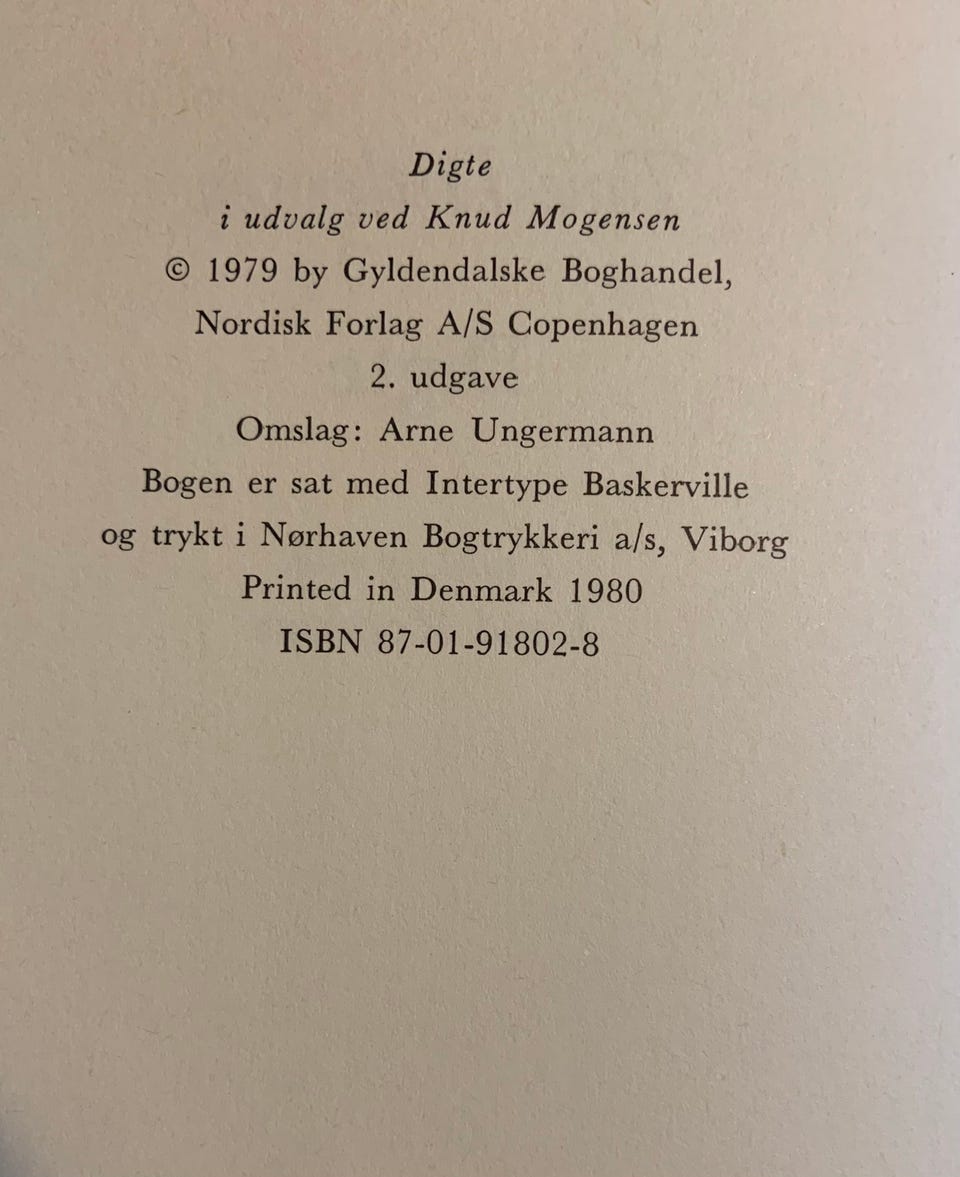 Digte
i udvalg ved Knud Mogensen
© 1979 by Gyldendalske Boghandel,
Nordisk Forlag A/S Copenhagen
2. udgave
Omslag: Arne Ungermann
Bogen er sat med Intertype Baskerville
og trykt i Nørhaven Bogtrykkeri a/s, Viborg
Printed in Denmark 1980
ISBN 87-01-91802-8